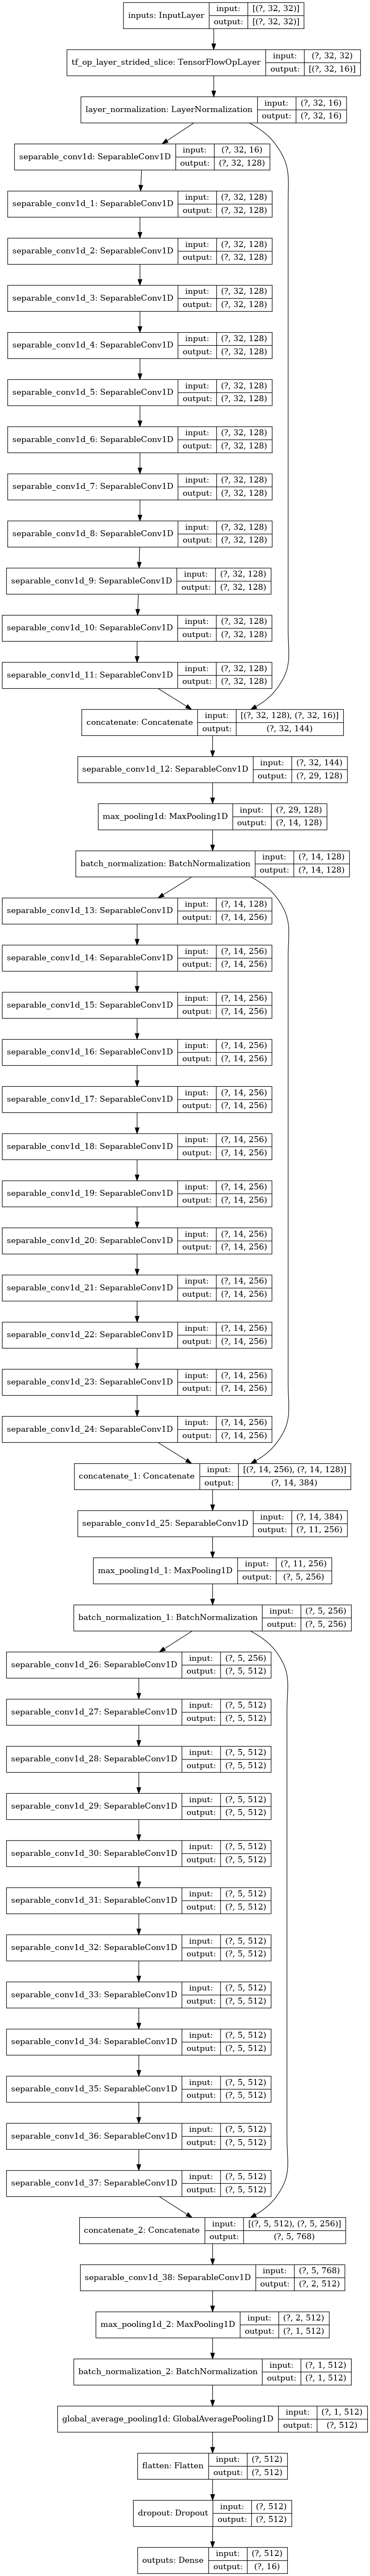 inputs: InputLayer input: [(?, 32, 32)]
output: [(?, 32, 32)]
tf_op_layer_strided_slice: TensorFlowOpLayer input: (?, 32, 32)
output: [(?, 32, 16)]
layer_normalization: LayerNormalization input: (?, 32, 16)
output: (?, 32, 16)
separable_conv1d: SeparableConv1D input: (?, 32, 16)
output: (?, 32, 128)
separable_conv1d_1: SeparableConv1D input: (?, 32, 128)
output: (?, 32, 128)
separable_conv1d_2: SeparableConv1D input: (?, 32, 128)
output: (?, 32, 128)
separable_conv1d_3: SeparableConv1D input: (?, 32, 128)
output: (?, 32, 128)
separable_conv1d_4: SeparableConv1D input: (?, 32, 128)
output: (?, 32, 128)
separable_conv1d_5: SeparableConv1D input: (?, 32, 128)
output: (?, 32, 128)
separable_conv1d_6: SeparableConv1D input: (?, 32, 128)
output: (?, 32, 128)
separable_conv1d_7: SeparableConv1D input: (?, 32, 128)
output: (?, 32, 128)
separable_conv1d_8: SeparableConv1D input: (?, 32, 128)
output: (?, 32, 128)
separable_conv1d_9: SeparableConv1D input: (?, 32, 128)
output: (?, 32, 128)
separable_conv1d_10: SeparableConv1D input: (?, 32, 128)
output: (?, 32, 128)
separable_conv1d_11: SeparableConv1D input: (?, 32, 128)
output: (?, 32, 128)
concatenate: Concatenate input: [(?, 32, 128), (?, 32, 16)]
output: (?, 32, 144)
separable_conv1d_12: SeparableConv1D input: (?, 32, 144)
output: (?, 29, 128)
max_pooling1d: MaxPooling1D input: (?, 29, 128)
output: (?, 14, 128)
batch_normalization: BatchNormalization input: (?, 14, 128)
output: (?, 14, 128)
separable_conv1d_13: SeparableConv1D input: (?, 14, 128)
output: (?, 14, 256)
separable_conv1d_14: SeparableConv1D input: (?, 14, 256)
output: (?, 14, 256)
separable_conv1d_15: SeparableConv1D input: (?, 14, 256)
output: (?, 14, 256)
separable_conv1d_16: SeparableConv1D input: (?, 14, 256)
output: (?, 14, 256)
separable_conv1d_17: SeparableConv1D input: (?, 14, 256)
output: (?, 14, 256)
separable_conv1d_18: SeparableConv1D input: (?, 14, 256)
output: (?, 14, 256)
separable_conv1d_19: SeparableConv1D input: (?, 14, 256)
output: (?, 14, 256)
separable_conv1d_20: SeparableConv1D input: (?, 14, 256)
output: (?, 14, 256)
separable_conv1d_21: SeparableConv1D input: (?, 14, 256)
output: (?, 14, 256)
separable_conv1d_22: SeparableConv1D input: (?, 14, 256)
output: (?, 14, 256)
separable_conv1d_23: SeparableConv1D input: (?, 14, 256)
output: (?, 14, 256)
separable_conv1d_24: SeparableConv1D input: (?, 14, 256)
output: (?, 14, 256)
concatenate_1: Concatenate input: [(?, 14, 256), (?, 14, 128)]
output: (?, 14, 384)
separable_conv1d_25: SeparableConv1D input: (?, 14, 384)
output: (?, 11, 256)
max_pooling1d_1: MaxPooling1D input: (?, 11, 256)
output: (?, 5, 256)
batch_normalization_1: BatchNormalization input: (?, 5, 256)
output: (?, 5, 256)
separable_conv1d_26: SeparableConv1D input: (?, 5, 256)
output: (?, 5, 512)
separable_conv1d_27: SeparableConv1D input: (?, 5, 512)
output: (?, 5, 512)
separable_conv1d_28: SeparableConv1D input: (?, 5, 512)
output: (?, 5, 512)
separable_conv1d_29: SeparableConv1D input: (?, 5, 512)
output: (?, 5, 512)
separable_conv1d_30: SeparableConv1D input: (?, 5, 512)
output: (?, 5, 512)
separable_conv1d_31: SeparableConv1D input: (?, 5, 512)
output: (?, 5, 512)
separable_conv1d_32: SeparableConv1D input: (?, 5, 512)
output: (?, 5, 512)
separable_conv1d_33: SeparableConv1D input: (?, 5, 512)
output: (?, 5, 512)
separable_conv1d_34: SeparableConv1D input: (?, 5, 512)
output: (?, 5, 512)
separable_conv1d_35: SeparableConv1D input: (?, 5, 512)
output: (?, 5, 512)
separable_conv1d_36: SeparableConv1D input: (?, 5, 512)
output: (?, 5, 512)
separable_conv1d_37: SeparableConv1D input: (?, 5, 512)
output: (?, 5, 512)
concatenate_2: Concatenate input: [(?, 5, 512), (?, 5, 256)]
output: (?, 5, 768)
separable_conv1d_38: SeparableConv1D input: (?, 5, 768)
output: (?, 2, 512)
max_pooling1d_2: MaxPooling1D input: (?, 2, 512)
output: (?, 1, 512)
batch_normalization_2: BatchNormalization input: (?, 1, 512)
output: (?, 1, 512)
global_average_pooling1d: GlobalAveragePooling1D input: (?, 1, 512)
output: (?, 512)
flatten: Flatten input: (?, 512)
output: (?, 512)
dropout: Dropout input: (?, 512)
output: (?, 512)
outputs: Dense input: (?, 512)
output: (?, 16)